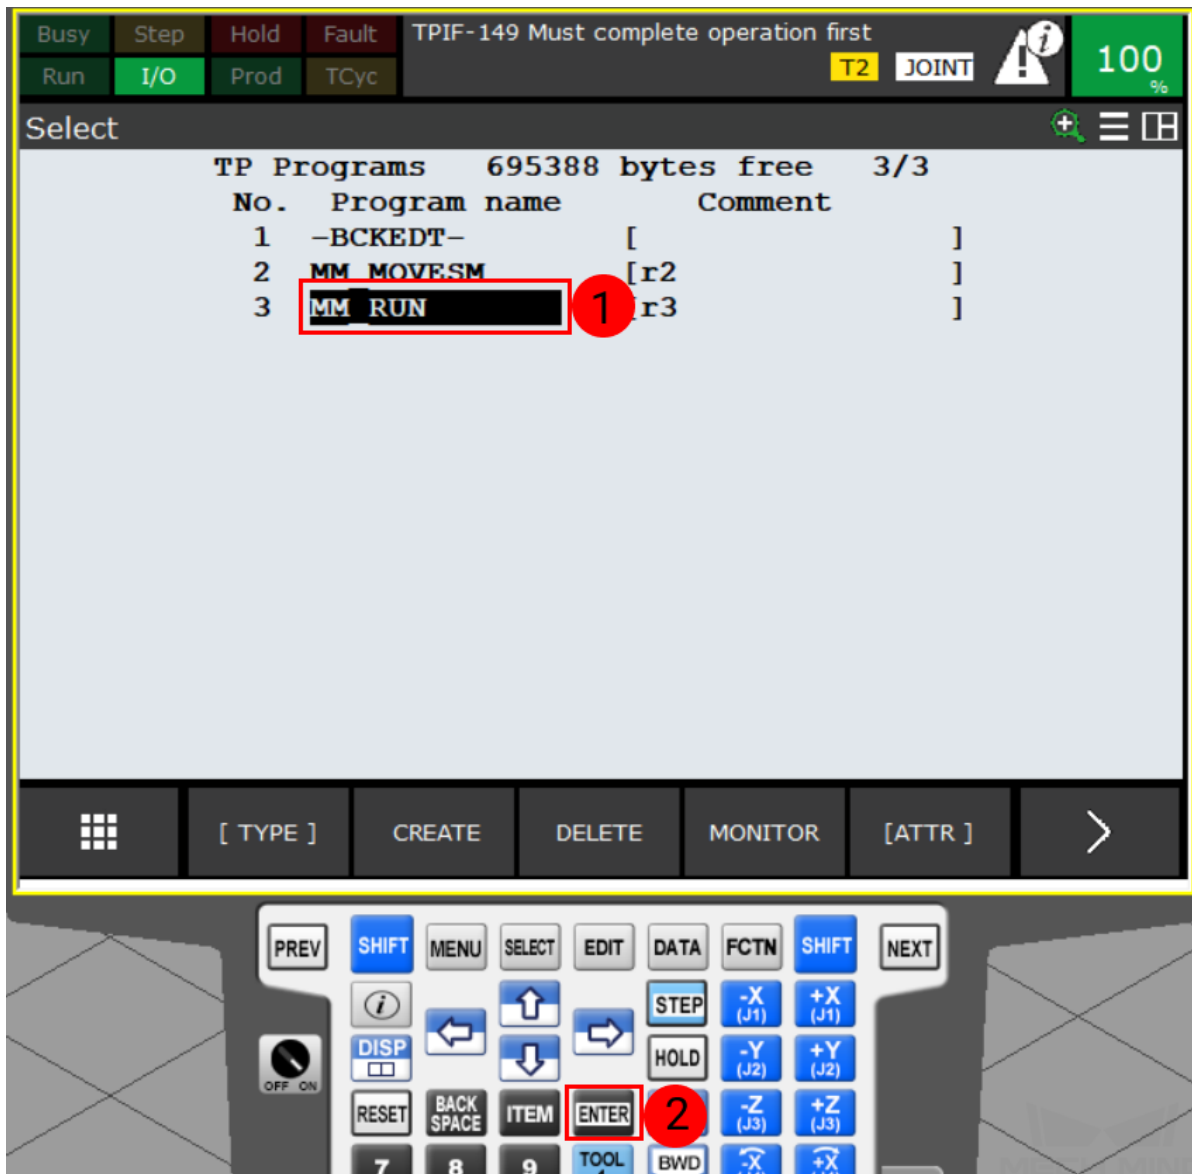 Busy Step Hold Fault TPIF-149 Must complete operation first
Run I/O Prod TCyc T2 JOINT 100 %
Select
TP Programs 695388 bytes free 3/3
No. Program name Comment
1 -BCKEDT- [ ]
2 MM_MOVESM [r2 ]
3 MM_RUN 1 r3 ]
[ TYPE ] CREATE DELETE MONITOR [ATTR ] >
PREV SHIFT MENU SELECT EDIT DATA FCTN SHIFT NEXT
i STEP -X (J1) +X (J1)
DISP HOLD -Y (J2) +Y (J2)
OFF ON
RESET BACK SPACE ITEM ENTER 2 -Z (J3) +Z (J3)
7 8 9 TOOL BWD -X +X